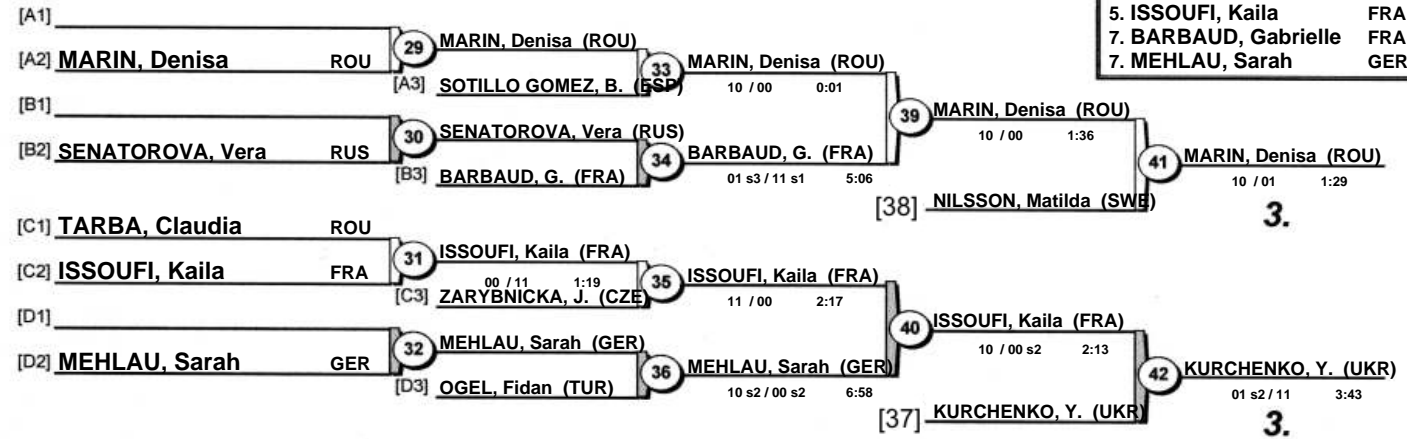 5. ISSOUFI, Kaila FRA
7. BARBAUD, Gabrielle FRA
7. MEHLAU, Sarah GER
[A1]
[A2] MARIN, Denisa ROU
29
MARIN, Denisa (ROU)
[A3] SOTILLO GOMEZ, B. (ESP)
33
MARIN, Denisa (ROU)
10 / 00 0:01
[B1]
[B2] SENATOROVA, Vera RUS
30
SENATOROVA, Vera (RUS)
[B3] BARBAUD, G. (FRA)
34
BARBAUD, G. (FRA)
01 s3 / 11 s1 5:06
39
MARIN, Denisa (ROU)
10 / 00 1:36
[38] NILSSON, Matilda (SWE)
41
MARIN, Denisa (ROU)
10 / 01 1:29
3.
[C1] TARBA, Claudia ROU
[C2] ISSOUFI, Kaila FRA
31
ISSOUFI, Kaila (FRA)
00 / 11 1:19
[C3] ZARYBNICKA, J. (CZE)
35
ISSOUFI, Kaila (FRA)
11 / 00 2:17
[D1]
[D2] MEHLAU, Sarah GER
32
MEHLAU, Sarah (GER)
[D3] OGEL, Fidan (TUR)
36
MEHLAU, Sarah (GER)
10 s2 / 00 s2 6:58
40
ISSOUFI, Kaila (FRA)
10 / 00 s2 2:13
[37] KURCHENKO, Y. (UKR)
42
KURCHENKO, Y. (UKR)
01 s2 / 11 3:43
3.